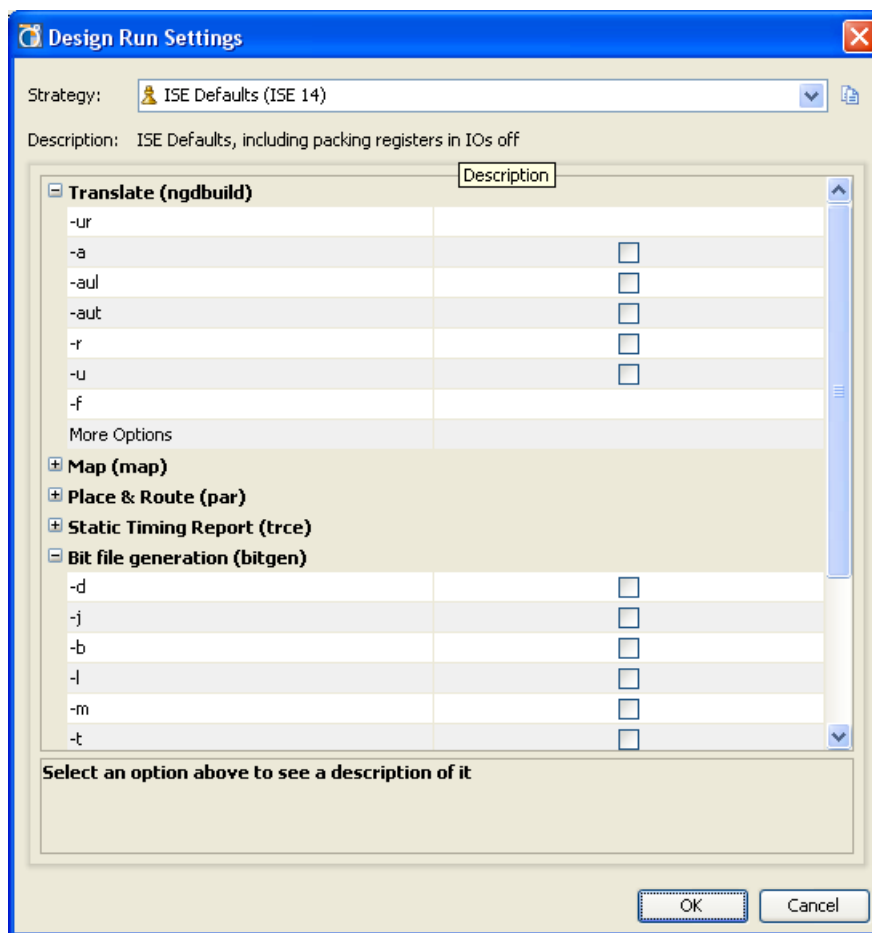 Design Run Settings
Strategy: ISE Defaults (ISE 14)
Description: ISE Defaults, including packing registers in IOs off
Description
Translate (ngdbuild)
-ur
-a
-aul
-aut
-r
-u
-f
More Options
Map (map)
Place & Route (par)
Static Timing Report (trce)
Bit file generation (bitgen)
-d
-j
-b
-l
-m
-t
Select an option above to see a description of it
OK Cancel